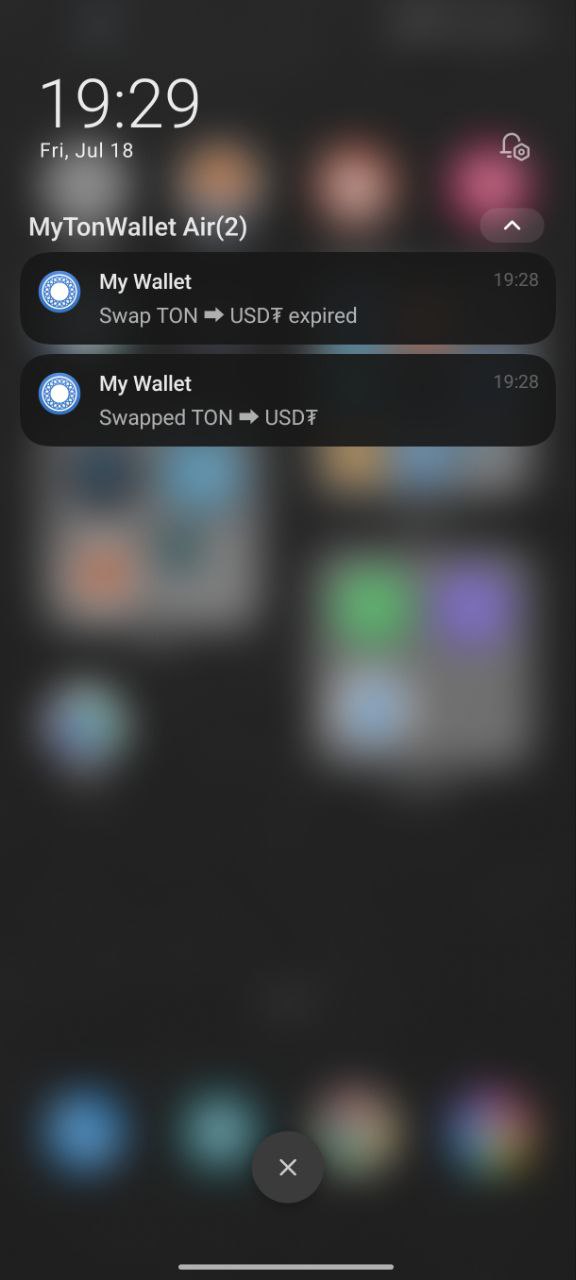 19:29
Fri, Jul 18
MyTonWallet Air(2)
My Wallet
19:28
Swap TON ➡ USD₮ expired
My Wallet
19:28
Swapped TON ➡ USD₮